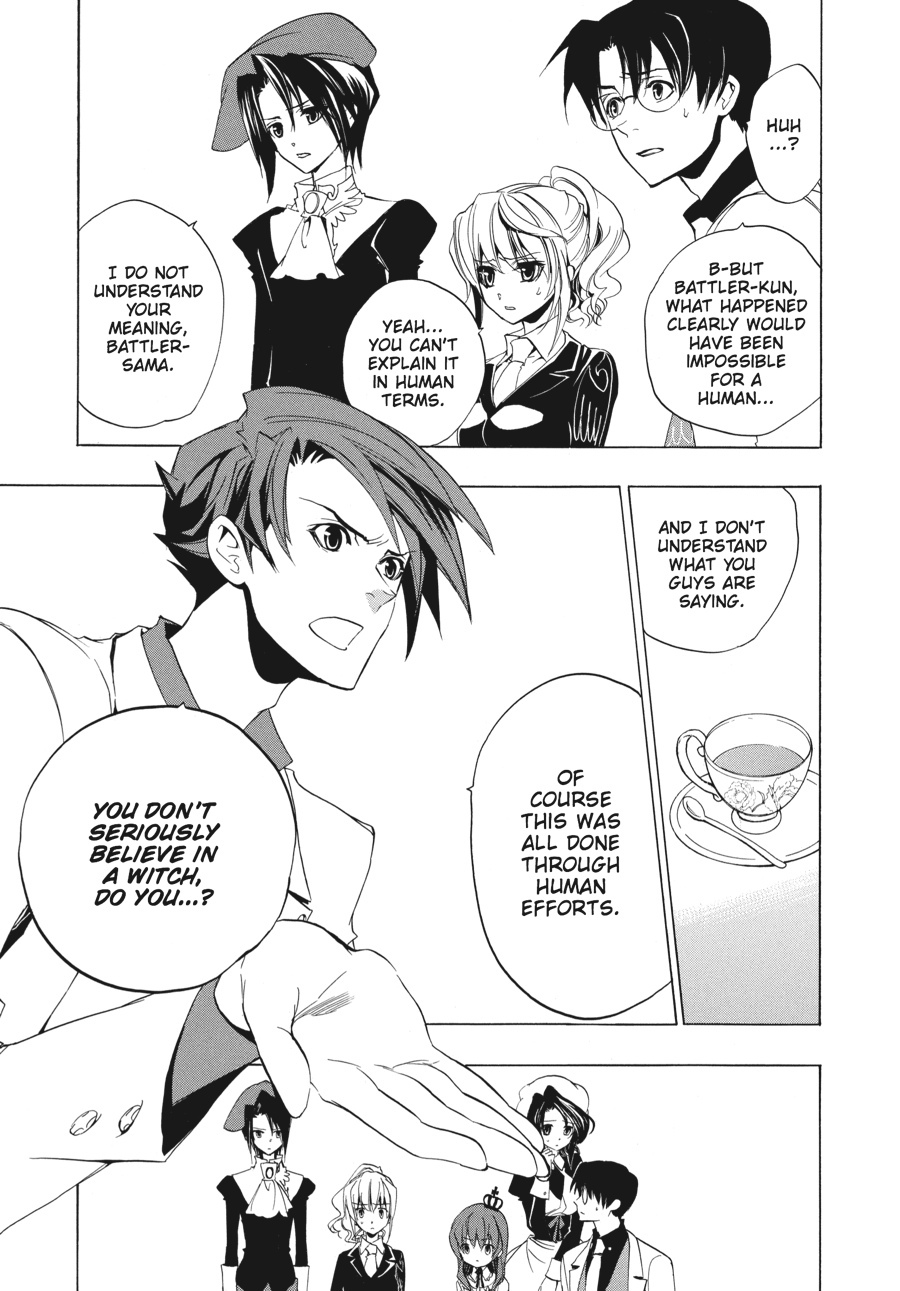 HUH
...?
B-BUT
BATTLER-KUN,
WHAT HAPPENED
CLEARLY WOULD
HAVE BEEN
IMPOSSIBLE
FOR A
HUMAN...
YEAH...
YOU CAN'T
EXPLAIN IT
IN HUMAN
TERMS.
I DO NOT
UNDERSTAND
YOUR
MEANING,
BATTLER-
SAMA.
AND I DON'T
UNDERSTAND
WHAT YOU
GUYS ARE
SAYING.
OF
COURSE
THIS WAS
ALL DONE
THROUGH
HUMAN
EFFORTS.
YOU DON'T
SERIOUSLY
BELIEVE IN
A WITCH,
DO YOU...?